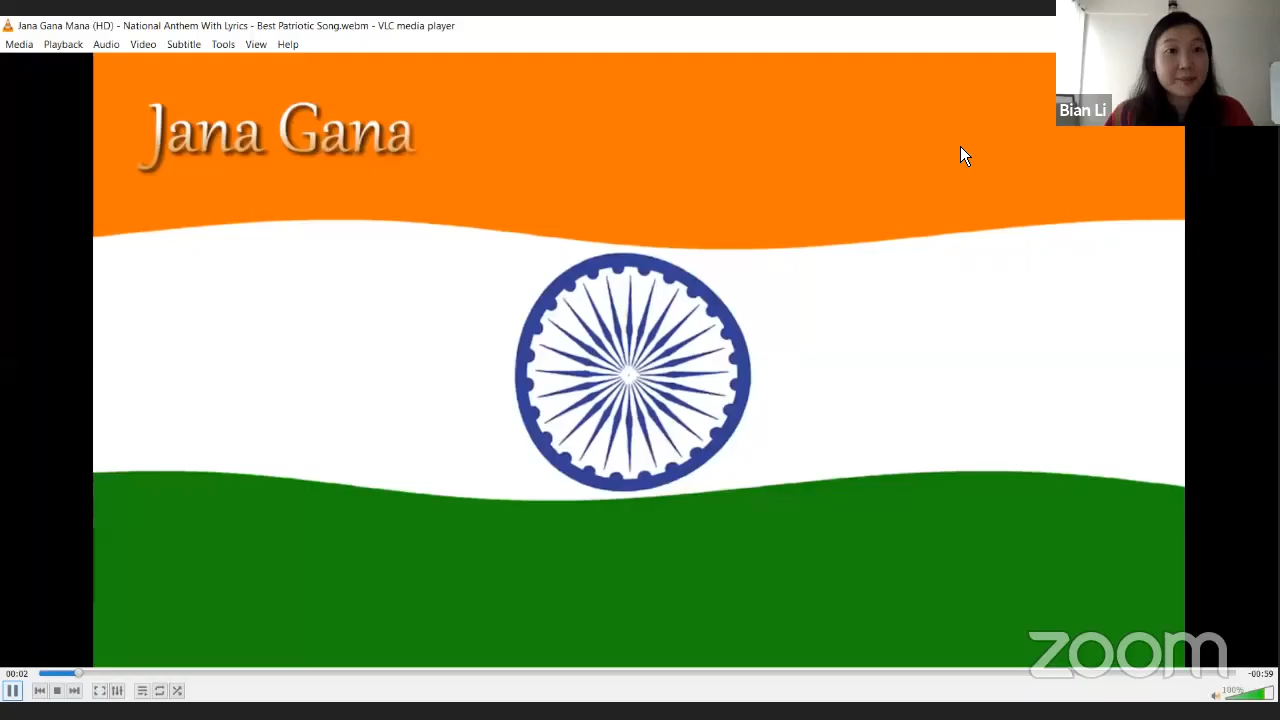 Jana Gana Mana (HD) - National Anthem With Lyrics - Best Patriotic Song.webm - VLC media player
Media Playback Audio Video Subtitle Tools View Help
Bian Li
Jana Gana
zoom
00:02
-00:59
100%